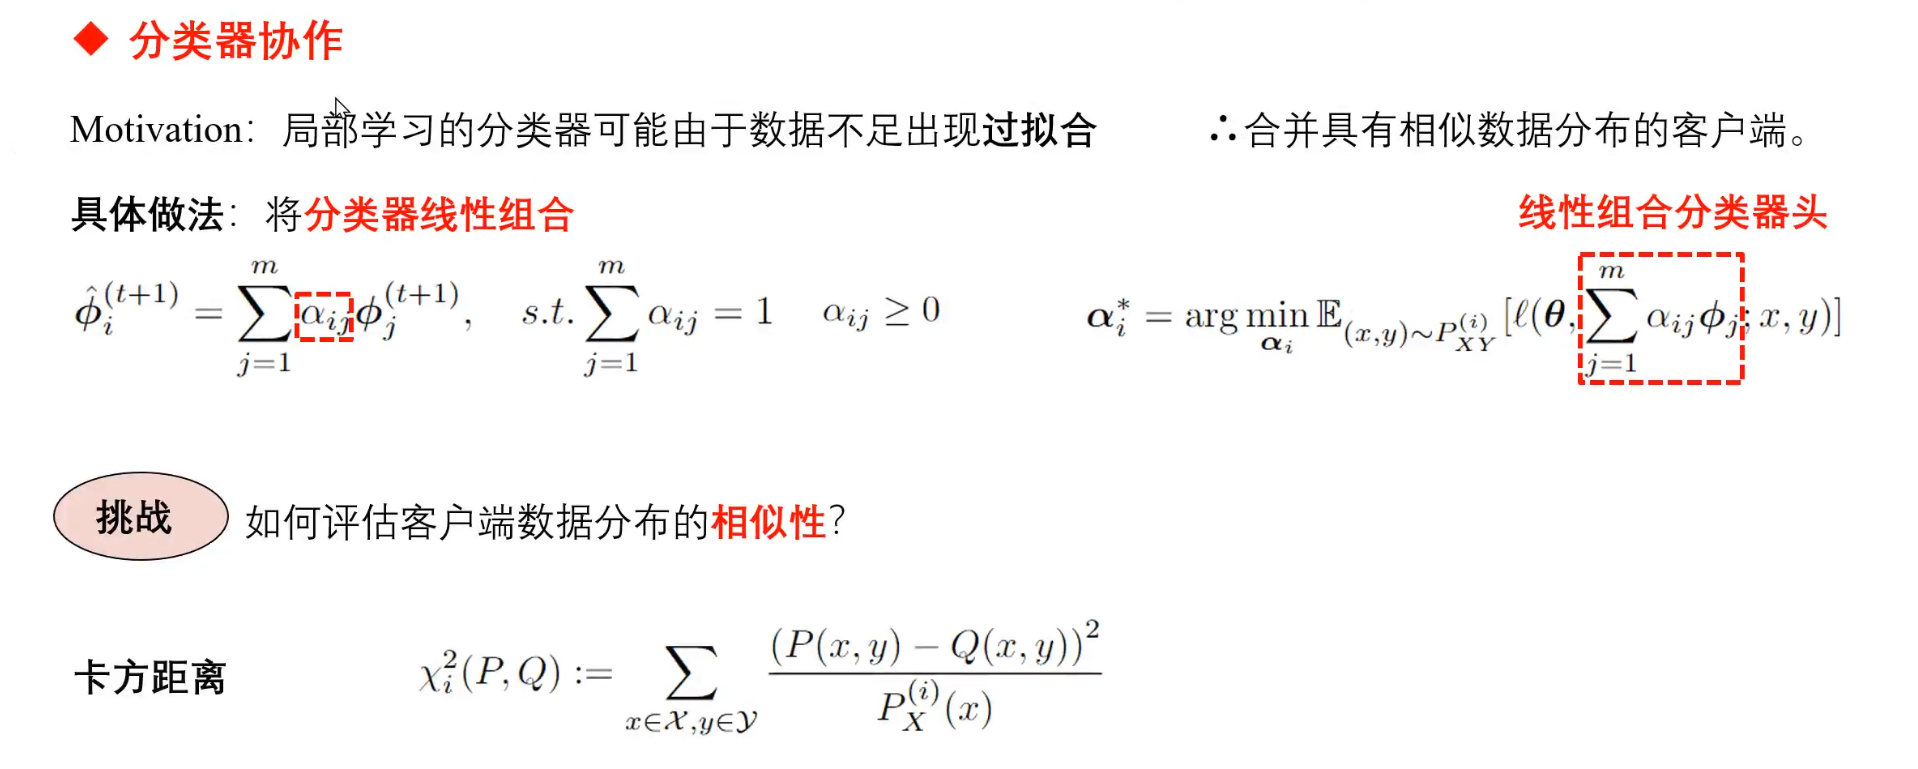 ◆ 分类器协作
Motivation：局部学习的分类器可能由于数据不足出现过拟合 ∴合并具有相似数据分布的客户端。
具体做法：将分类器线性组合 线性组合分类器头
$\hat{\boldsymbol{\phi}}_i^{(t+1)} = \sum_{j=1}^{m} \alpha_{ij} \boldsymbol{\phi}_j^{(t+1)}, \quad s.t. \sum_{j=1}^{m} \alpha_{ij} = 1 \quad \alpha_{ij} \geq 0$ $\boldsymbol{\alpha}_i^* = \arg\min_{\boldsymbol{\alpha}_i} \mathbb{E}_{(x,y) \sim P_{XY}^{(i)}} [\ell(\boldsymbol{\theta}, \sum_{j=1}^{m} \alpha_{ij} \boldsymbol{\phi}_j; x, y)]$
挑战 如何评估客户端数据分布的相似性？
卡方距离 $\chi_i^2(P, Q) := \sum_{x \in \mathcal{X}, y \in \mathcal{Y}} \frac{(P(x,y) - Q(x,y))^2}{P_X^{(i)}(x)}$